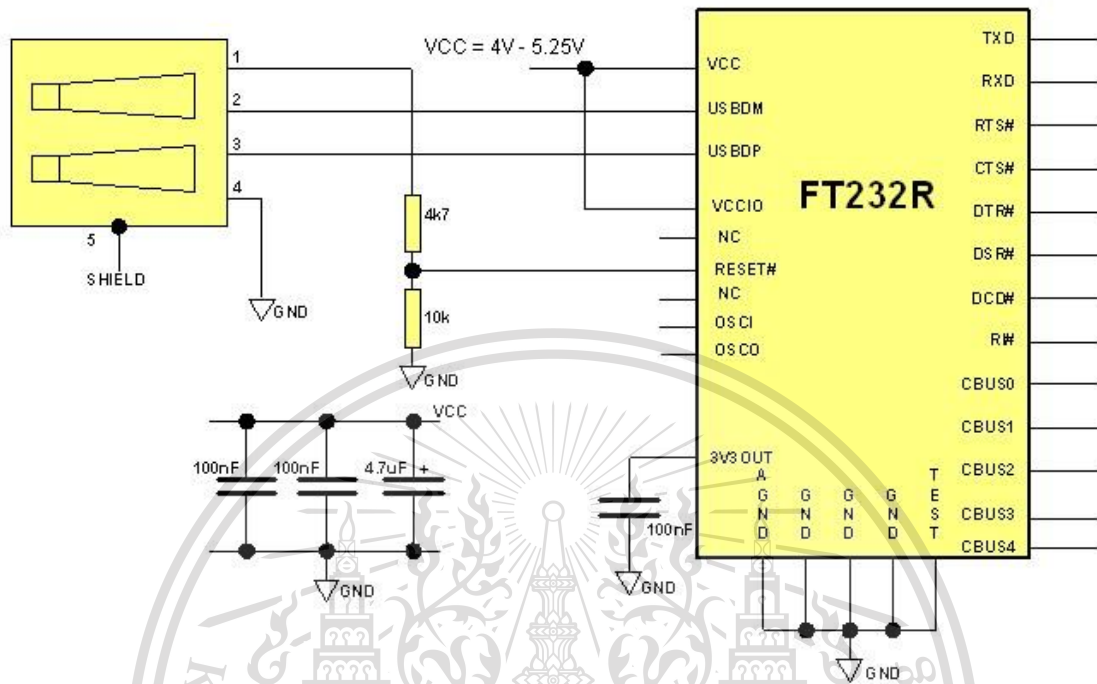 VCC = 4V - 5.25V
1
2
3
4
5
SHIELD
GND
4k7
10k
GND
FT232R
VCC
USBDM
USBDP
VCCIO
NC
RESET#
NC
OSCI
OSCO
3V3OUT
AGND
GND
GND
GND
TEST
TXD
RXD
RTS#
CTS#
DTR#
DSR#
DCD#
RI#
CBUS0
CBUS1
CBUS2
CBUS3
CBUS4
VCC
100nF
100nF
4.7uF +
GND
100nF
GND
GND